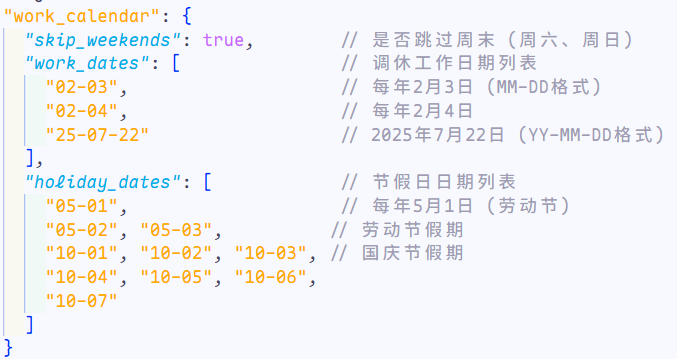 "work_calendar": {
  "skip_weekends": true,        // 是否跳过周末 (周六、周日)
  "work_dates": [               // 调休工作日期列表
    "02-03",                    // 每年2月3日 (MM-DD格式)
    "02-04",                    // 每年2月4日
    "25-07-22"                  // 2025年7月22日 (YY-MM-DD格式)
  ],
  "holiday_dates": [            // 节假日日期列表
    "05-01",                    // 每年5月1日 (劳动节)
    "05-02", "05-03",          // 劳动节假期
    "10-01", "10-02", "10-03", // 国庆节假期
    "10-04", "10-05", "10-06",
    "10-07"
  ]
}